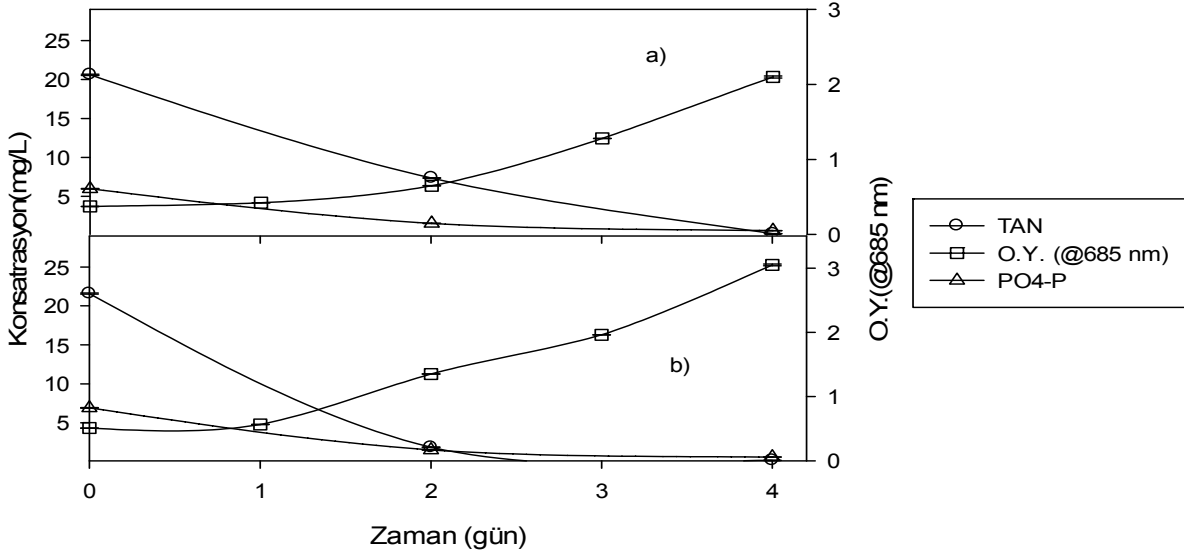 3
25
20
15
10
5
2
1
0
a)
25
20
15
10
5
3
2
1
0
b)
0 1 2 3 4
Zaman (gün)
Konsatrasyon(mg/L)
O.Y.(@685 nm)
TAN
O.Y. (@685 nm)
PO4-P